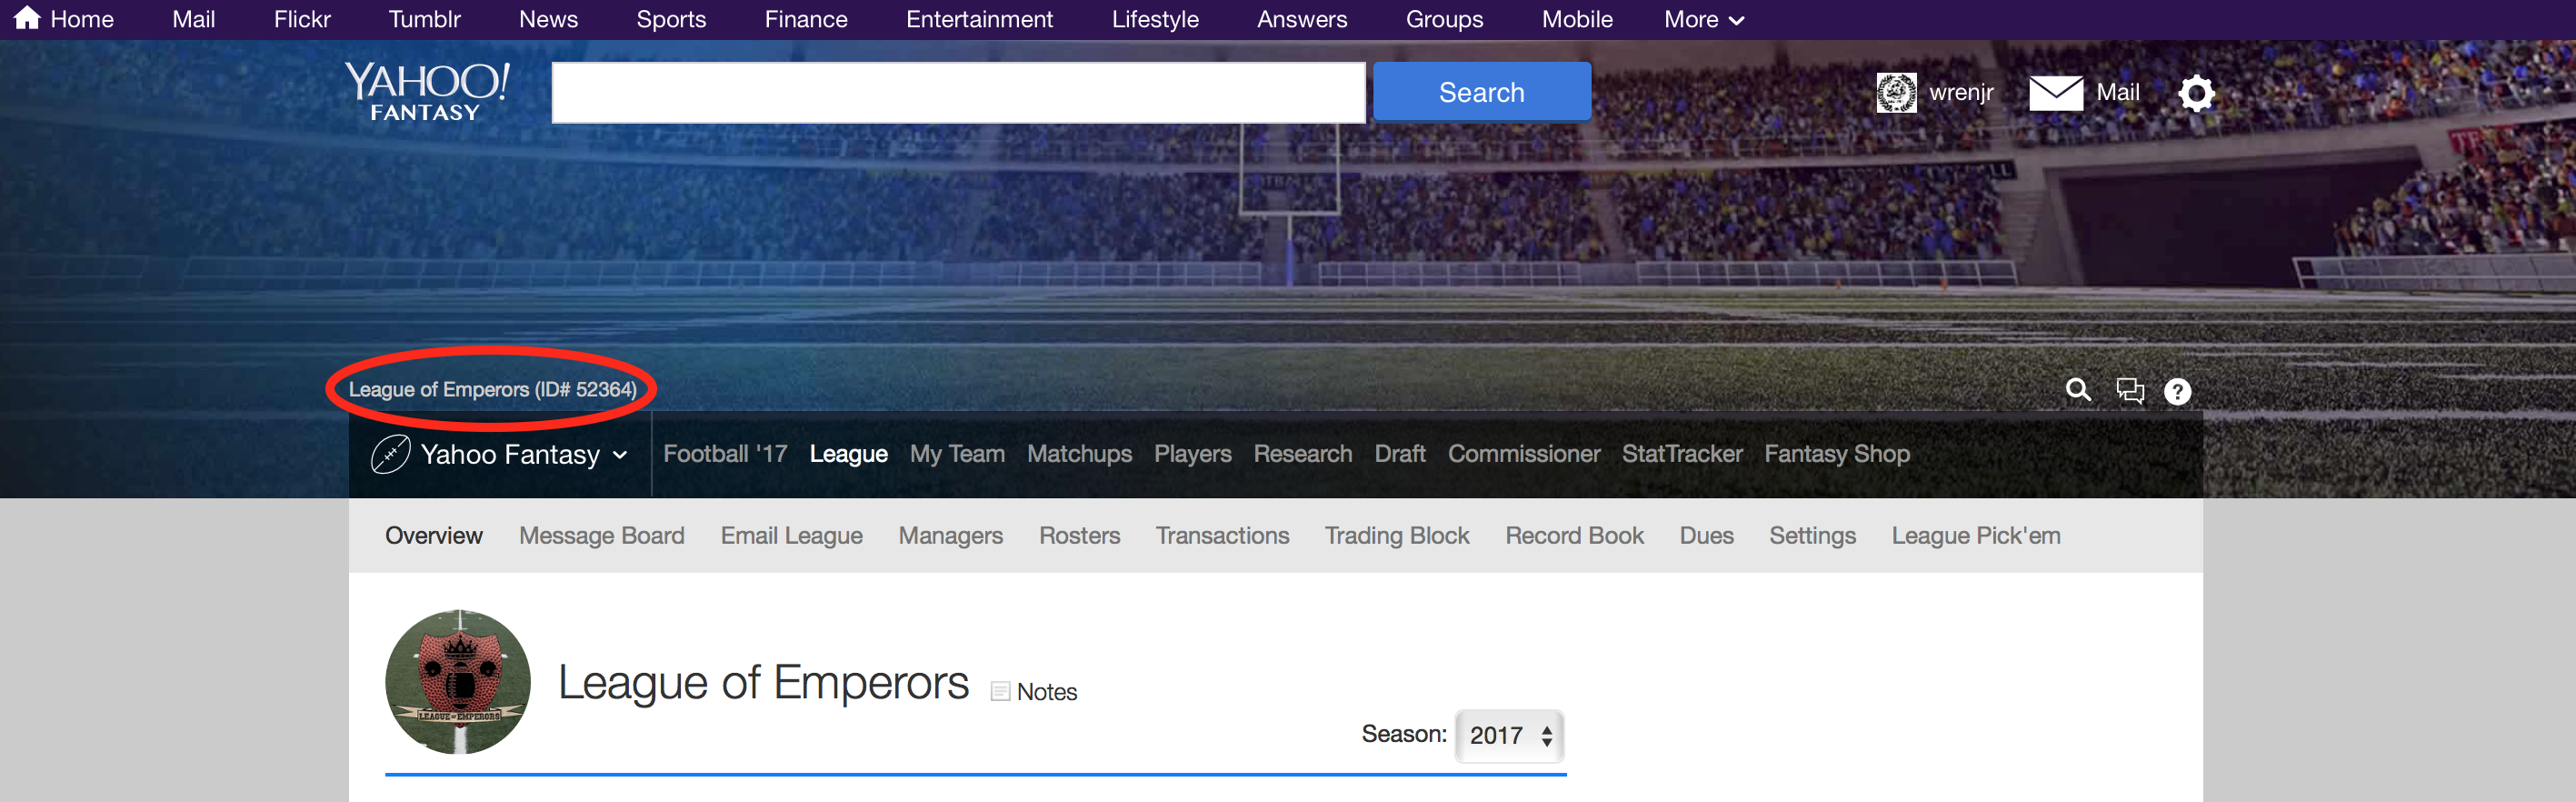 Home Mail Flickr Tumblr News Sports Finance Entertainment Lifestyle Answers Groups Mobile More
YAHOO!
FANTASY
Search
wrenjr
Mail
League of Emperors (ID# 52364)
?
Yahoo Fantasy
Football '17 League My Team Matchups Players Research Draft Commissioner StatTracker Fantasy Shop
Overview Message Board Email League Managers Rosters Transactions Trading Block Record Book Dues Settings League Pick'em
LEAGUE of EMPERORS
League of Emperors
Notes
Season: 2017